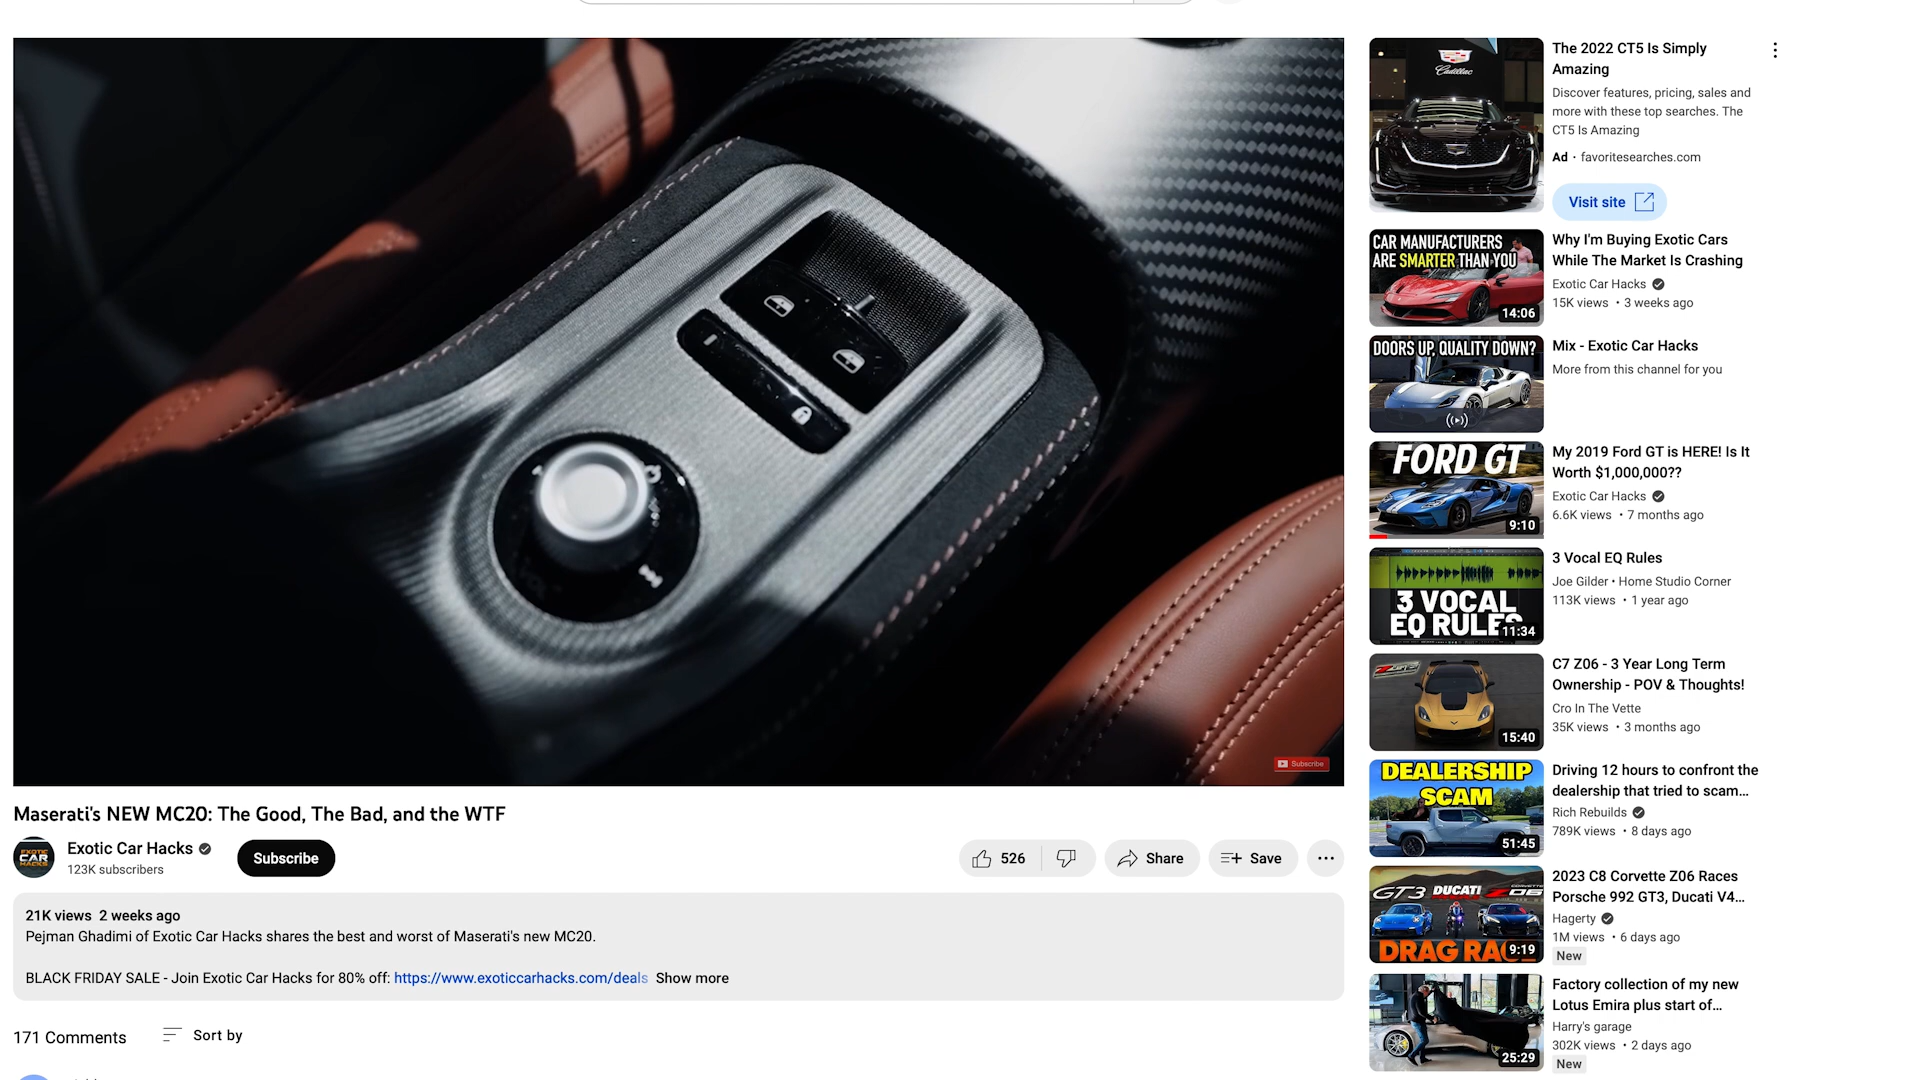 Subscribe
Maserati's NEW MC20: The Good, The Bad, and the WTF
EXOTIC
CAR
HACKS
Exotic Car Hacks
123K subscribers
Subscribe
526
Share
Save
21K views 2 weeks ago
Pejman Ghadimi of Exotic Car Hacks shares the best and worst of Maserati's new MC20.
BLACK FRIDAY SALE - Join Exotic Car Hacks for 80% off: https://www.exoticcarhacks.com/deals Show more
171 Comments
Sort by
Cadillac
The 2022 CT5 Is Simply
Amazing
Discover features, pricing, sales and
more with these top searches. The
CT5 Is Amazing
Ad · favoritesearches.com
Visit site
CAR MANUFACTURERS
ARE SMARTER THAN YOU
14:06
Why I'm Buying Exotic Cars
While The Market Is Crashing
Exotic Car Hacks
15K views • 3 weeks ago
DOORS UP, QUALITY DOWN?
Mix - Exotic Car Hacks
More from this channel for you
FORD GT
9:10
My 2019 Ford GT is HERE! Is It
Worth $1,000,000??
Exotic Car Hacks
6.6K views • 7 months ago
3 VOCAL
EQ RULES
11:34
3 Vocal EQ Rules
Joe Gilder • Home Studio Corner
113K views • 1 year ago
Z06
15:40
C7 Z06 - 3 Year Long Term
Ownership - POV & Thoughts!
Cro In The Vette
35K views • 3 months ago
DEALERSHIP
SCAM
51:45
Driving 12 hours to confront the
dealership that tried to scam...
Rich Rebuilds
789K views • 8 days ago
GT3 DUCATI Z06
DRAG RACE
9:19
2023 C8 Corvette Z06 Races
Porsche 992 GT3, Ducati V4...
Hagerty
1M views • 6 days ago
New
25:29
Factory collection of my new
Lotus Emira plus start of...
Harry's garage
302K views • 2 days ago
New